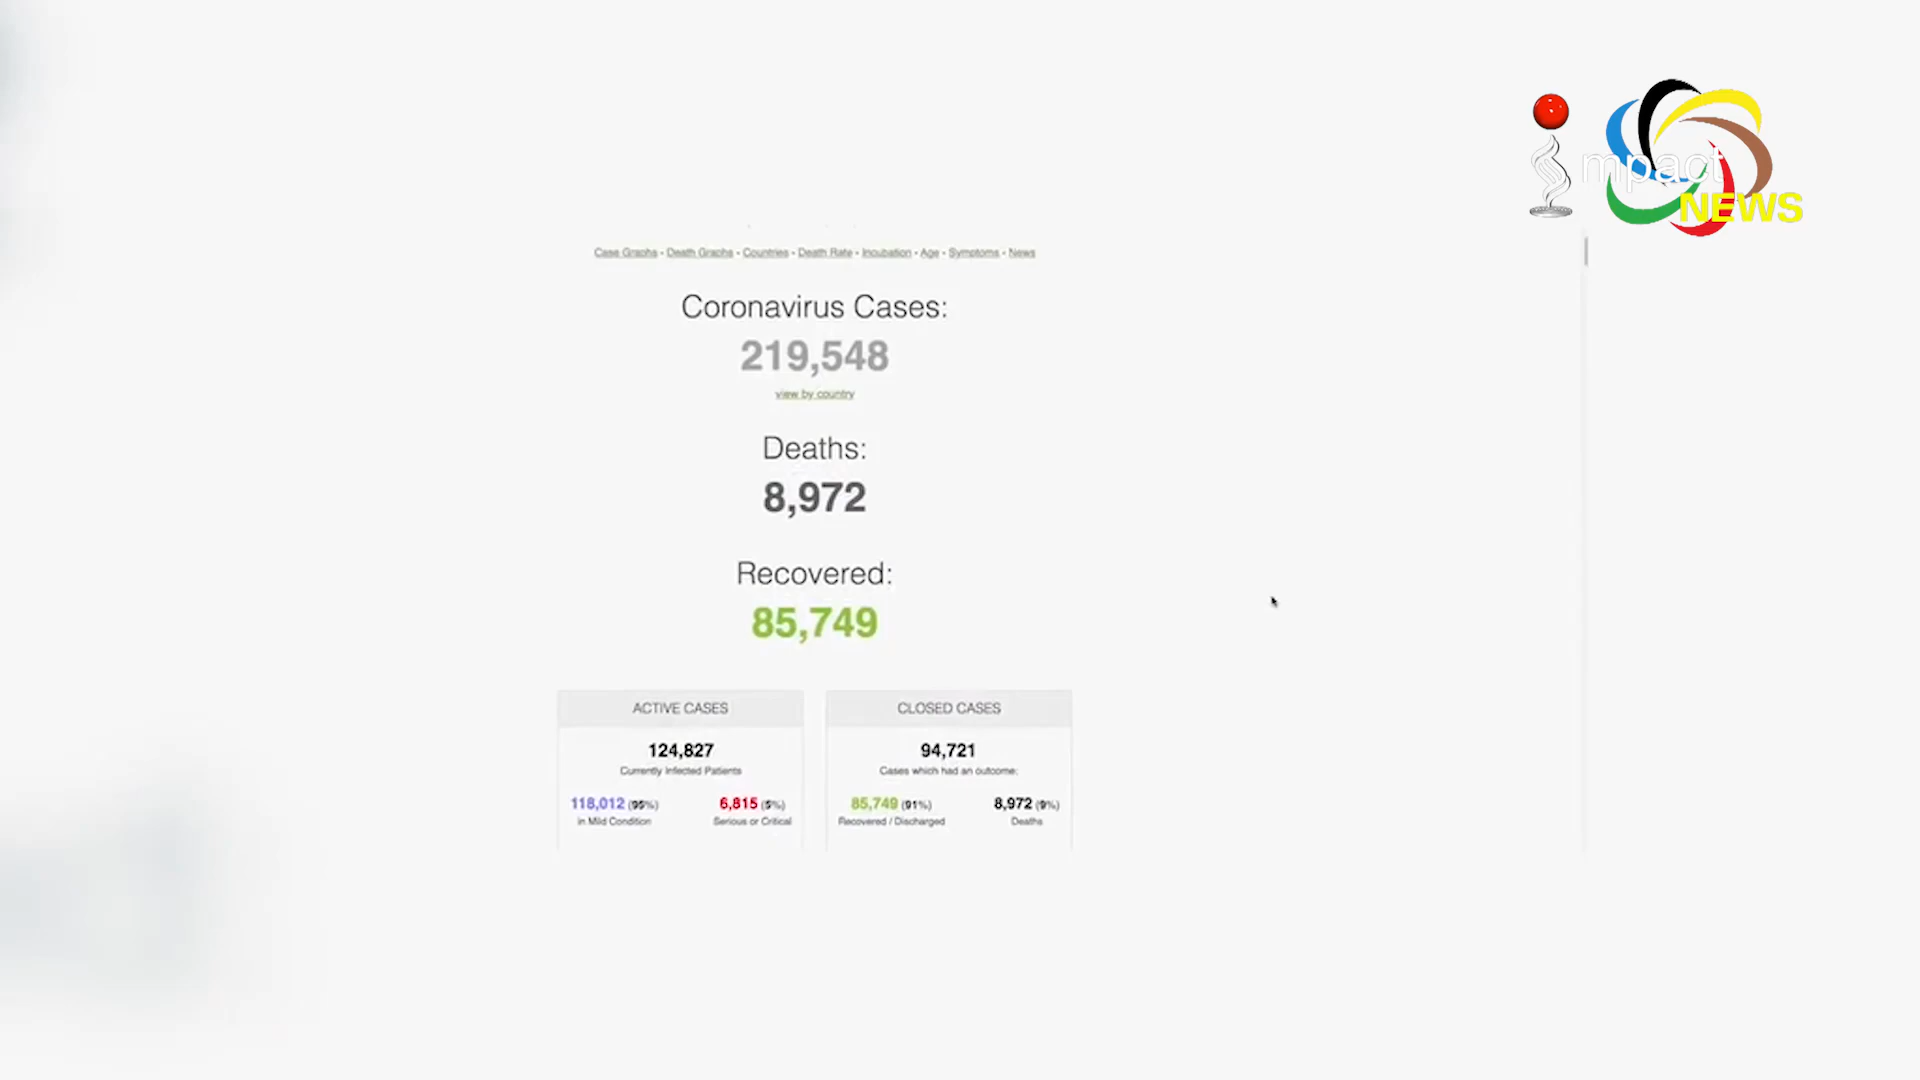 impact
NEWS
Case Graphs - Death Graphs - Countries - Death Rate - Incubation - Age - Symptoms - News
Coronavirus Cases:
219,548
view by country
Deaths:
8,972
Recovered:
85,749
ACTIVE CASES
124,827
Currently Infected Patients
118,012 (95%)
in Mild Condition
6,815 (5%)
Serious or Critical
CLOSED CASES
94,721
Cases which had an outcome:
85,749 (91%)
Recovered / Discharged
8,972 (9%)
Deaths